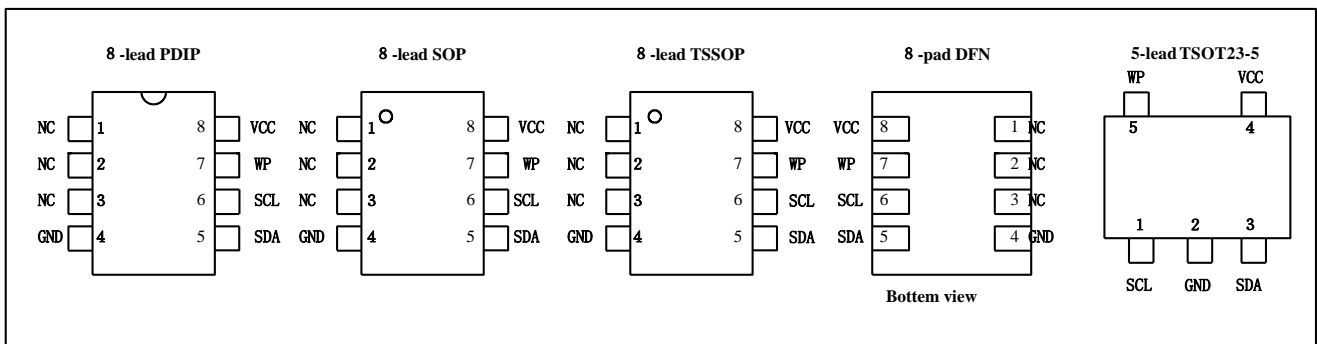 8 -lead PDIP 8 -lead SOP 8 -lead TSSOP 8 -pad DFN 5-lead TSOT23-5
WP VCC
NC 1 8 VCC NC 1 8 VCC NC 1 8 VCC VCC 8 1 NC 5 4
NC 2 7 WP NC 2 7 WP NC 2 7 WP WP 7 2 NC
NC 3 6 SCL NC 3 6 SCL NC 3 6 SCL SCL 6 3 NC
GND 4 5 SDA GND 4 5 SDA GND 4 5 SDA SDA 5 4 GND 1 2 3
SCL GND SDA
Bottem view